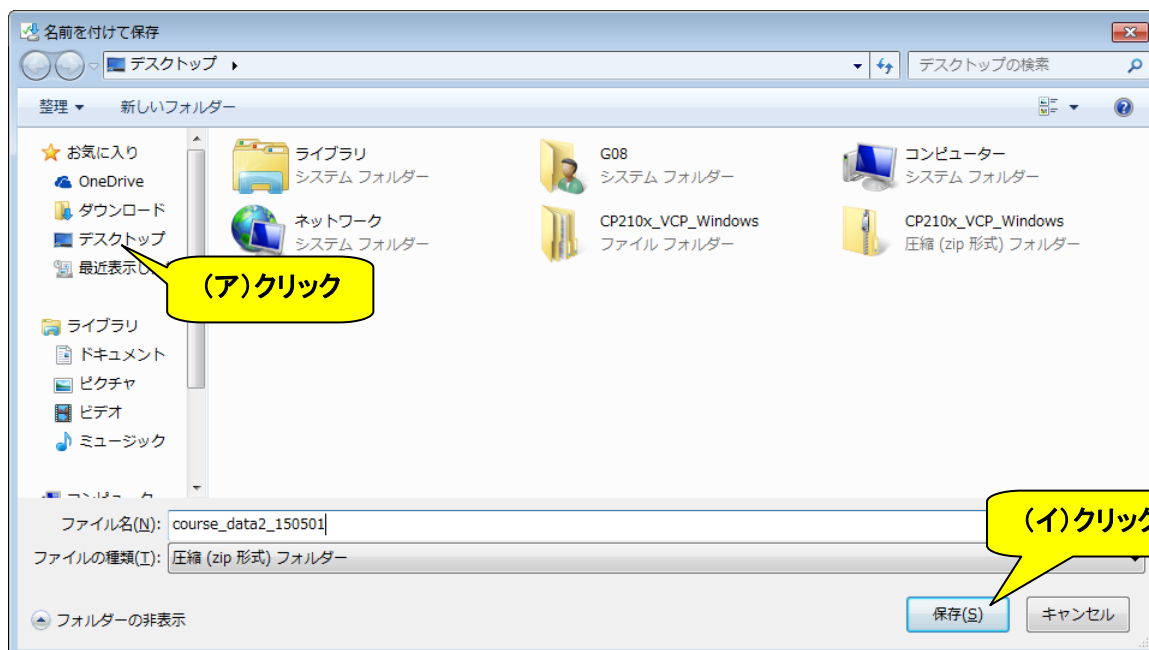 名前を付けて保存
デスクトップ
デスクトップの検索
整理
新しいフォルダー
お気に入り
OneDrive
ダウンロード
デスクトップ
最近表示し
ライブラリ
ドキュメント
ピクチャ
ビデオ
ミュージック
ライブラリ
システム フォルダー
G08
システム フォルダー
コンピューター
システム フォルダー
ネットワーク
システム フォルダー
CP210x_VCP_Windows
ファイル フォルダー
CP210x_VCP_Windows
圧縮 (zip 形式) フォルダー
(ア)クリック
ファイル名(N): course_data2_150501
ファイルの種類(T): 圧縮 (zip 形式) フォルダー
(イ)クリック
フォルダーの非表示
保存(S)
キャンセル